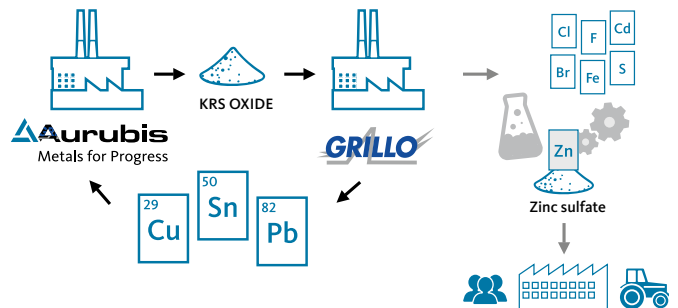 KRS OXIDE
Aurubis
Metals for Progress
GRILLO
29
Cu
50
Sn
82
Pb
Cl
F
Cd
Br
Fe
S
Zn
Zinc sulfate